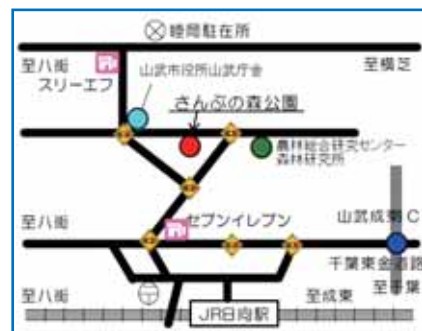 睦岡駐在所
至八街
スリーエフ
山武市役所山武庁舎
至横芝
さんぶの森公園
農林総合研究センター
森林研究所
至八街
セブンイレブン
山武成東IC
千葉東金道路
至千葉
至八街
至成東
JR日向駅